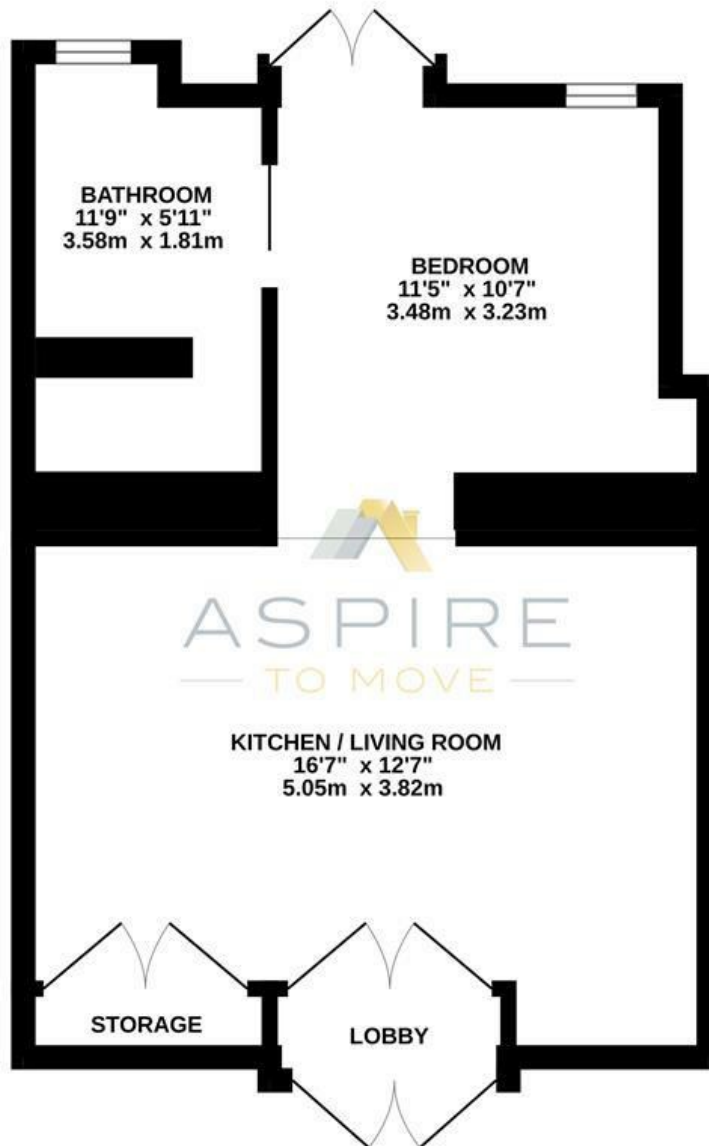 BATHROOM
11'9" x 5'11"
3.58m x 1.81m
BEDROOM
11'5" x 10'7"
3.48m x 3.23m
ASPIRE
TO MOVE
KITCHEN / LIVING ROOM
16'7" x 12'7"
5.05m x 3.82m
STORAGE
LOBBY